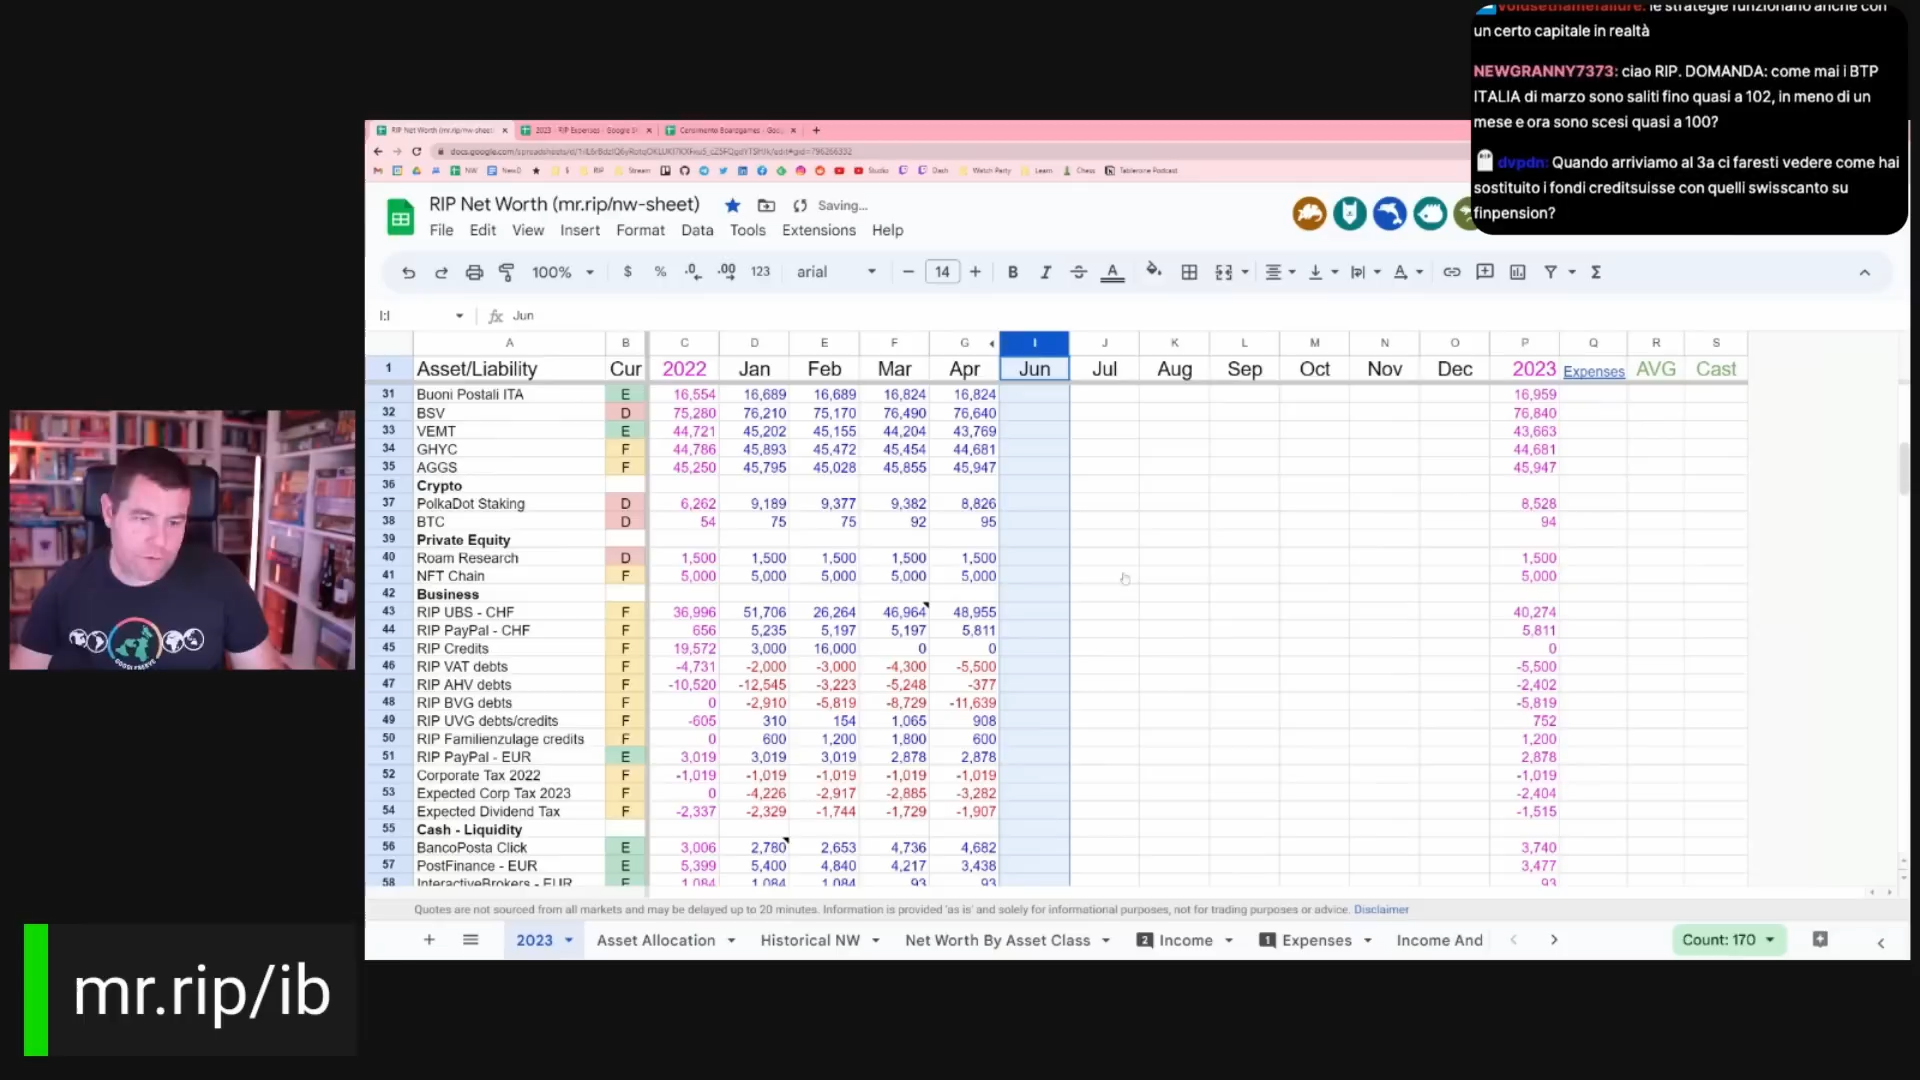 le strategie funzionano anche con
un certo capitale in realtà
NEWGRANNY7373: ciao RIP. DOMANDA: come mai i BTP
ITALIA di marzo sono saliti fino quasi a 102, in meno di un
mese e ora sono scesi quasi a 100?
dvpdn: Quando arriviamo al 3a ci faresti vedere come hai
sostituito i fondi creditsuisse con quelli swisscanto su
finpension?
RIP Net Worth (mr.rip/nw-sheet) Saving...
File Edit View Insert Format Data Tools Extensions Help
100% $ % .0 .00 123 arial 14 B I A Σ
I:I fx Jun
A B C D E F G I J K L M N O P Q R S
1 Asset/Liability Cur 2022 Jan Feb Mar Apr Jun Jul Aug Sep Oct Nov Dec 2023 Expenses AVG Cast
31 Buoni Postali ITA E 16,554 16,689 16,689 16,824 16,824 16,959
32 BSV D 75,280 76,210 75,170 76,490 76,640 76,840
33 VEMT E 44,721 45,202 45,155 44,204 43,769 43,663
34 GHYC F 44,786 45,893 45,472 45,454 44,681 44,681
35 AGGS F 45,250 45,795 45,028 45,855 45,947 45,947
36 Crypto
37 PolkaDot Staking D 6,262 9,189 9,377 9,382 8,826 8,528
38 BTC D 54 75 75 92 95 94
39 Private Equity
40 Roam Research D 1,500 1,500 1,500 1,500 1,500 1,500
41 NFT Chain F 5,000 5,000 5,000 5,000 5,000 5,000
42 Business
43 RIP UBS - CHF F 36,996 51,706 26,264 46,964 48,955 40,274
44 RIP PayPal - CHF F 656 5,235 5,197 5,197 5,811 5,811
45 RIP Credits F 19,572 3,000 16,000 0 0 0
46 RIP VAT debts F -4,731 -2,000 -3,000 -4,300 -5,500 -5,500
47 RIP AHV debts F -10,520 -12,545 -3,223 -5,248 -377 -2,402
48 RIP BVG debts F 0 -2,910 -5,819 -8,729 -11,639 -5,819
49 RIP UVG debts/credits F -605 310 154 1,065 908 752
50 RIP Familienzulage credits F 0 600 1,200 1,800 600 1,200
51 RIP PayPal - EUR E 3,019 3,019 3,019 2,878 2,878 2,878
52 Corporate Tax 2022 F -1,019 -1,019 -1,019 -1,019 -1,019 -1,019
53 Expected Corp Tax 2023 F 0 -4,226 -2,917 -2,885 -3,282 -2,404
54 Expected Dividend Tax F -2,337 -2,329 -1,744 -1,729 -1,907 -1,515
55 Cash - Liquidity
56 BancoPosta Click E 3,006 2,780 2,653 4,736 4,682 3,740
57 PostFinance - EUR E 5,399 5,400 4,840 4,217 3,438 3,477
58 InteractiveBrokers - EUR E 1,084 1,084 1,084 93 93 93
Quotes are not sourced from all markets and may be delayed up to 20 minutes. Information is provided 'as is' and solely for informational purposes, not for trading purposes or advice. Disclaimer
2023 Asset Allocation Historical NW Net Worth By Asset Class 2 Income 1 Expenses Income And Count: 170
mr.rip/ib